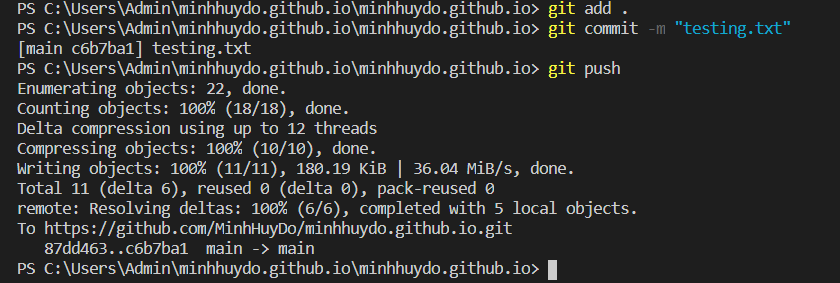 PS C:\Users\Admin\minhhuydo.github.io\minhhuydo.github.io> git add .
PS C:\Users\Admin\minhhuydo.github.io\minhhuydo.github.io> git commit -m "testing.txt"
[main c6b7ba1] testing.txt
PS C:\Users\Admin\minhhuydo.github.io\minhhuydo.github.io> git push
Enumerating objects: 22, done.
Counting objects: 100% (18/18), done.
Delta compression using up to 12 threads
Compressing objects: 100% (10/10), done.
Writing objects: 100% (11/11), 180.19 KiB | 36.04 MiB/s, done.
Total 11 (delta 6), reused 0 (delta 0), pack-reused 0
remote: Resolving deltas: 100% (6/6), completed with 5 local objects.
To https://github.com/MinhHuyDo/minhhuydo.github.io.git
   87dd463..c6b7ba1  main -> main
PS C:\Users\Admin\minhhuydo.github.io\minhhuydo.github.io>